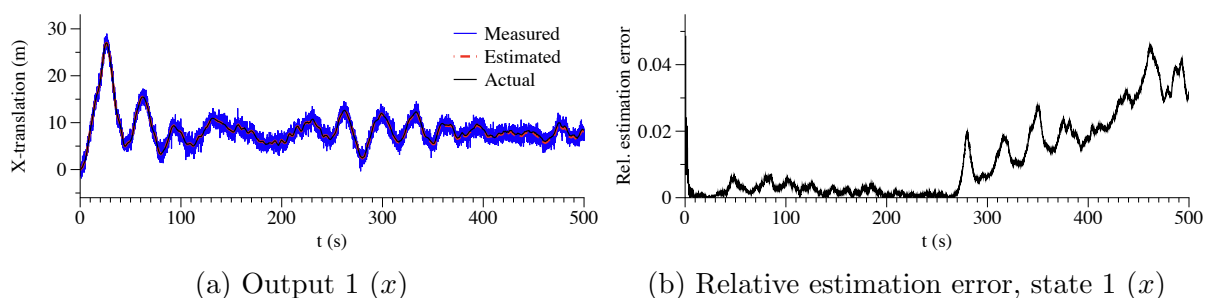 30
20
10
0
X-translation (m)
Measured
Estimated
Actual
0
100
200
300
400
500
t (s)
(a) Output 1 (x)
0.04
0.02
0
Rel. estimation error
0
100
200
300
400
500
t (s)
(b) Relative estimation error, state 1 (x)